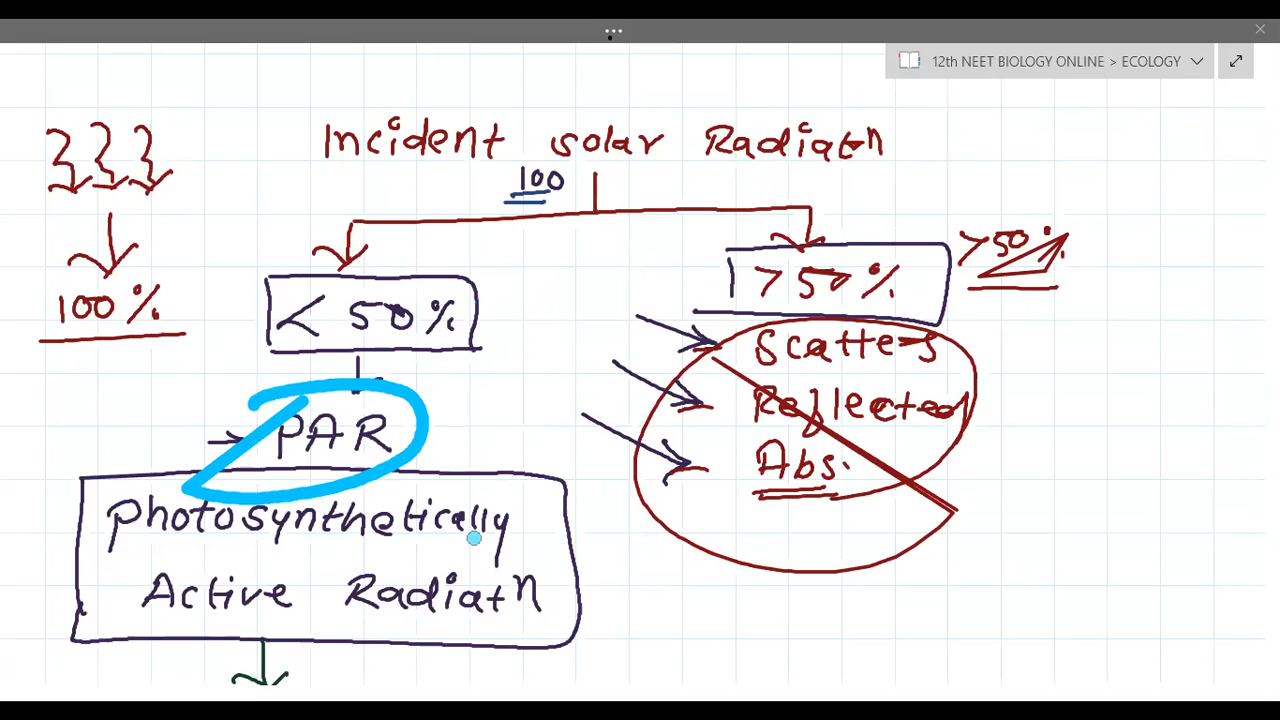 12th NEET BIOLOGY ONLINE > ECOLOGY
Incident solar Radiatn
100
100 %
< 50 %
> 50 %
> 50 %
Scatters
Reflected
Abs.
PAR
Photosynthetically
Active Radiatn